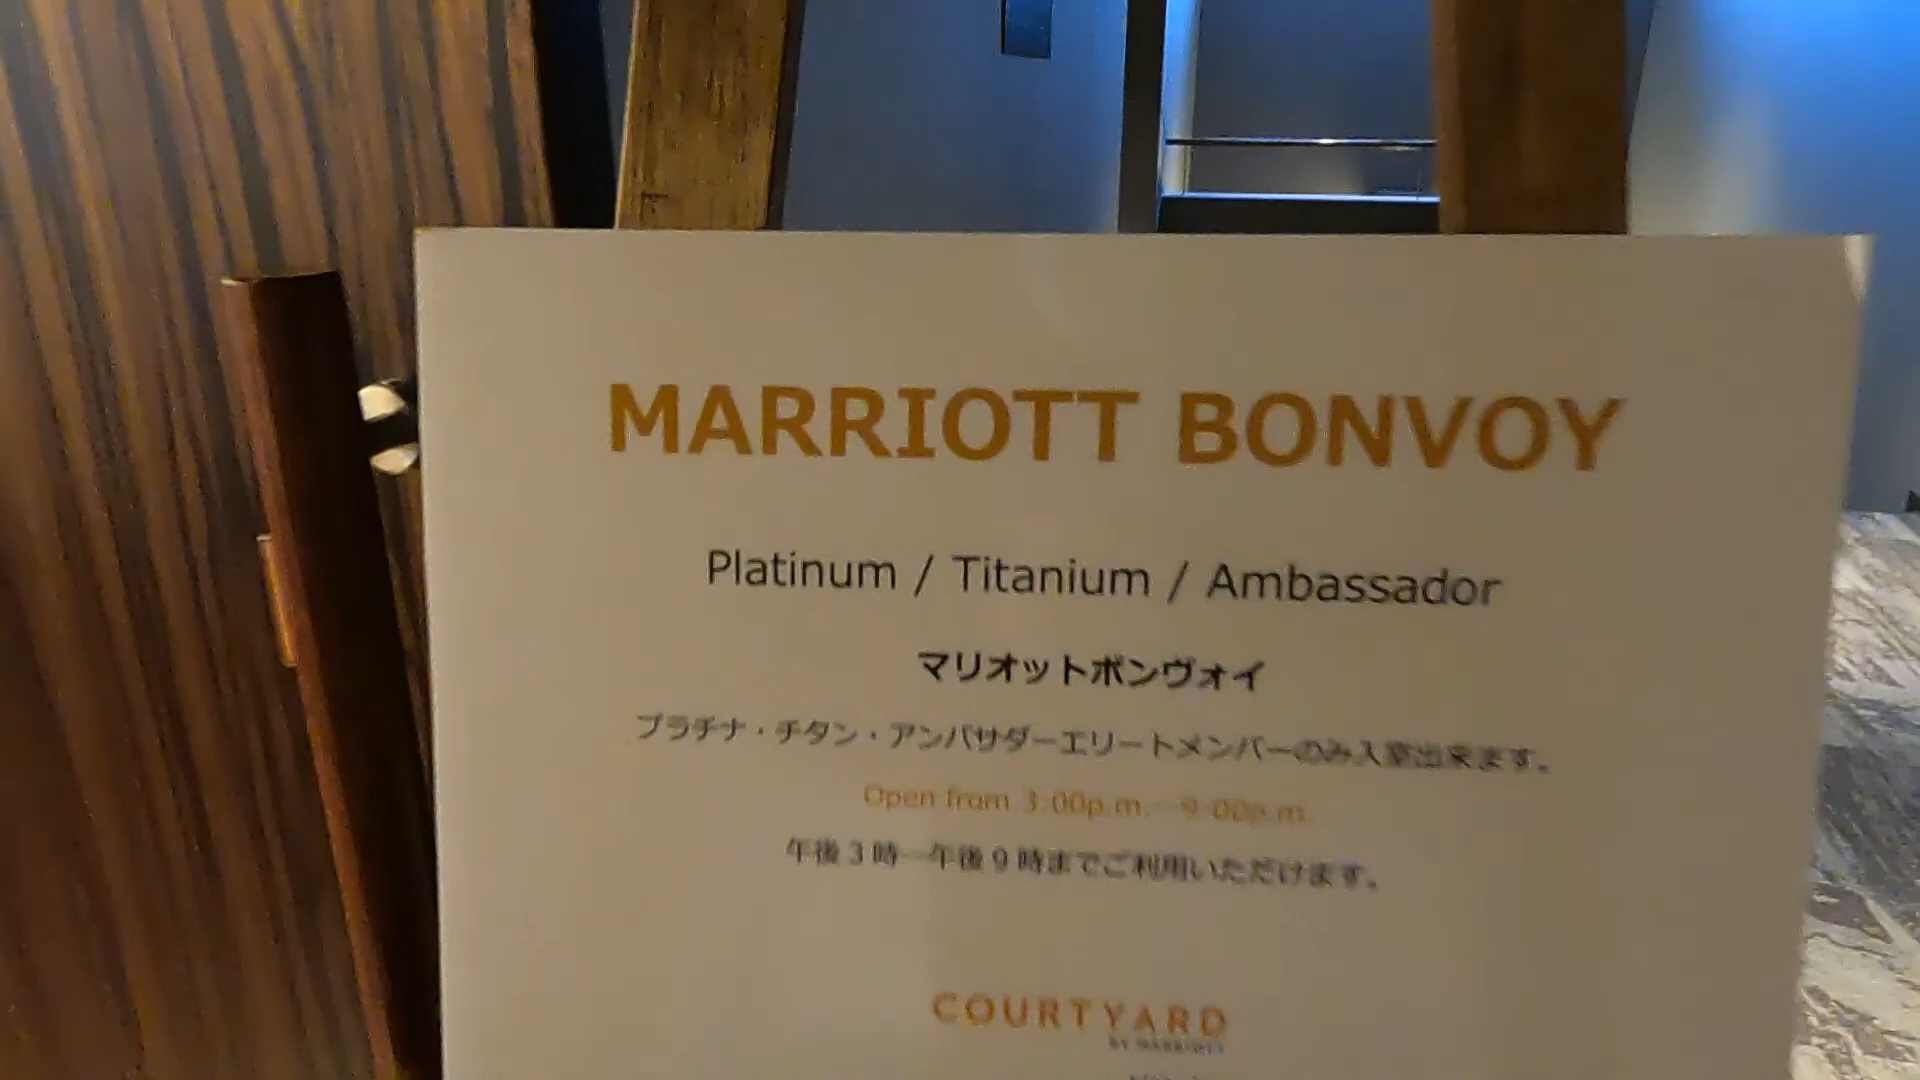 MARRIOTT BONVOY
Platinum / Titanium / Ambassador
マリオットボンヴォイ
プラチナ・チタン・アンバサダーエリートメンバーのみ入室出来ます。
Open from 3:00p.m.―9:00p.m.
午後3時―午後9時までご利用いただけます。
COURTYARD
BY MARRIOTT